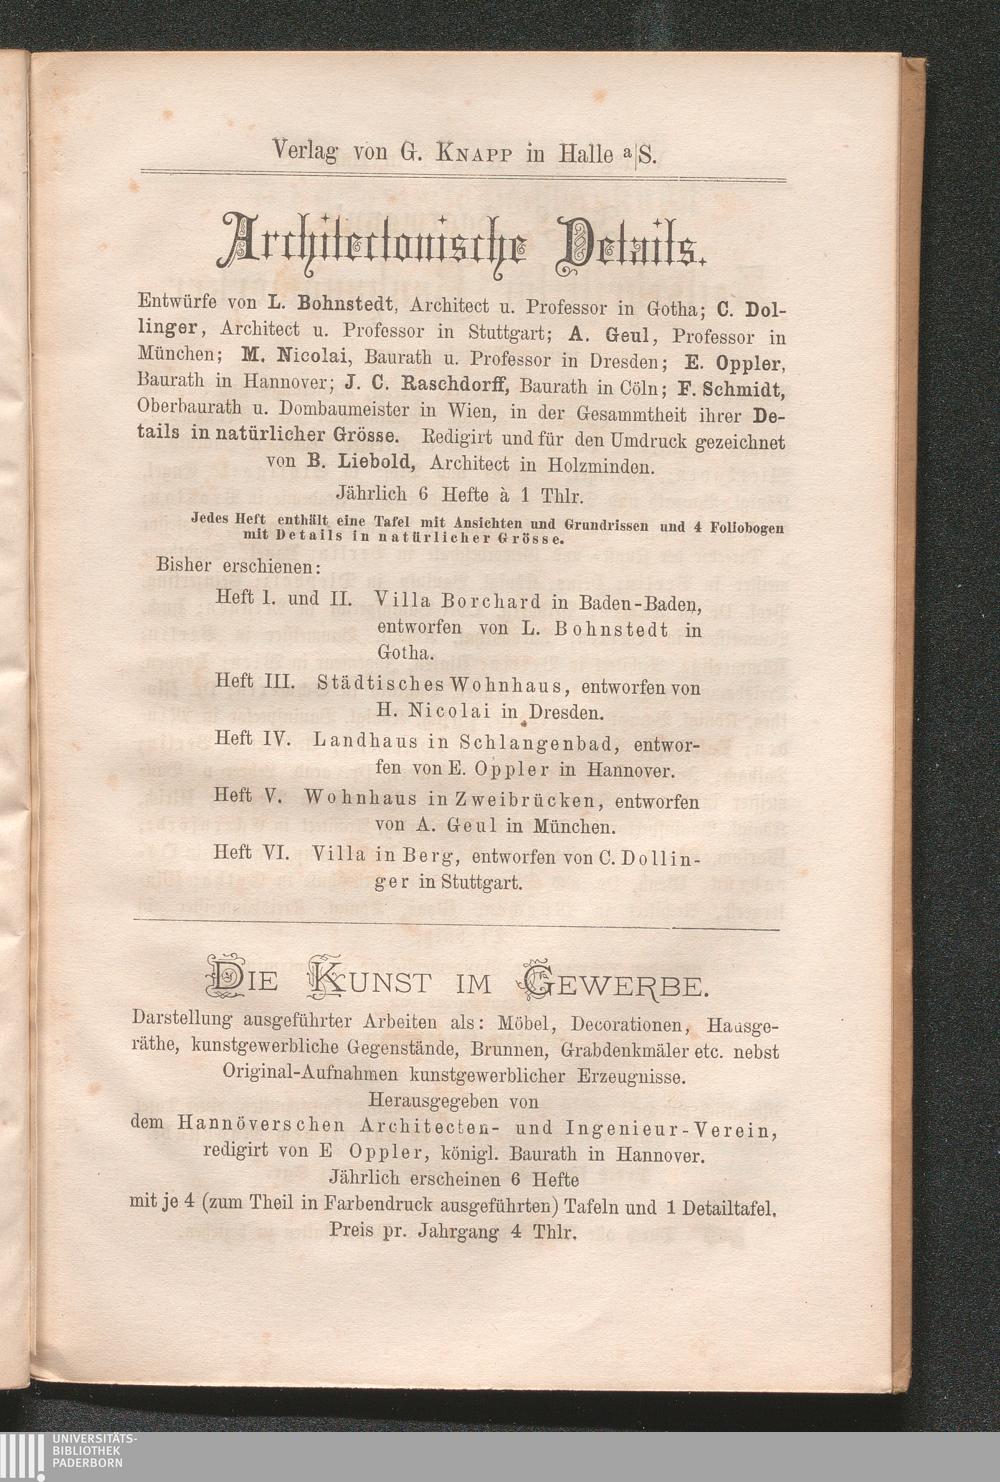 Verlag von G. KNAPP in Halle a|S.
Architectonische Details.
Entwürfe von L. Bohnstedt, Architect u. Professor in Gotha; C. Dol-
linger, Architect u. Professor in Stuttgart; A. Geul, Professor in
München; M. Nicolai, Baurath u. Professor in Dresden; E. Oppler,
Baurath in Hannover; J. C. Raschdorff, Baurath in Cöln; F. Schmidt,
Oberbaurath u. Dombaumeister in Wien, in der Gesammtheit ihrer De-
tails in natürlicher Grösse. Redigirt und für den Umdruck gezeichnet
von B. Liebold, Architect in Holzminden.
Jährlich 6 Hefte à 1 Thlr.
Jedes Heft enthält eine Tafel mit Ansichten und Grundrissen und 4 Foliobogen
mit Details in natürlicher Grösse.
Bisher erschienen:
Heft I. und II. Villa Borchard in Baden-Baden,
entworfen von L. Bohnstedt in
Gotha.
Heft III. Städtisches Wohnhaus, entworfen von
H. Nicolai in Dresden.
Heft IV. Landhaus in Schlangenbad, entwor-
fen von E. Oppler in Hannover.
Heft V. Wohnhaus in Zweibrücken, entworfen
von A. Geul in München.
Heft VI. Villa in Berg, entworfen von C. Dollin-
ger in Stuttgart.
DIE KUNST IM GEWERBE.
Darstellung ausgeführter Arbeiten als: Möbel, Decorationen, Hausge-
räthe, kunstgewerbliche Gegenstände, Brunnen, Grabdenkmäler etc. nebst
Original-Aufnahmen kunstgewerblicher Erzeugnisse.
Herausgegeben von
dem Hannöverschen Architecten- und Ingenieur-Verein,
redigirt von E Oppler, königl. Baurath in Hannover.
Jährlich erscheinen 6 Hefte
mit je 4 (zum Theil in Farbendruck ausgeführten) Tafeln und 1 Detailtafel.
Preis pr. Jahrgang 4 Thlr.
UNIVERSITÄTS-
BIBLIOTHEK
PADERBORN